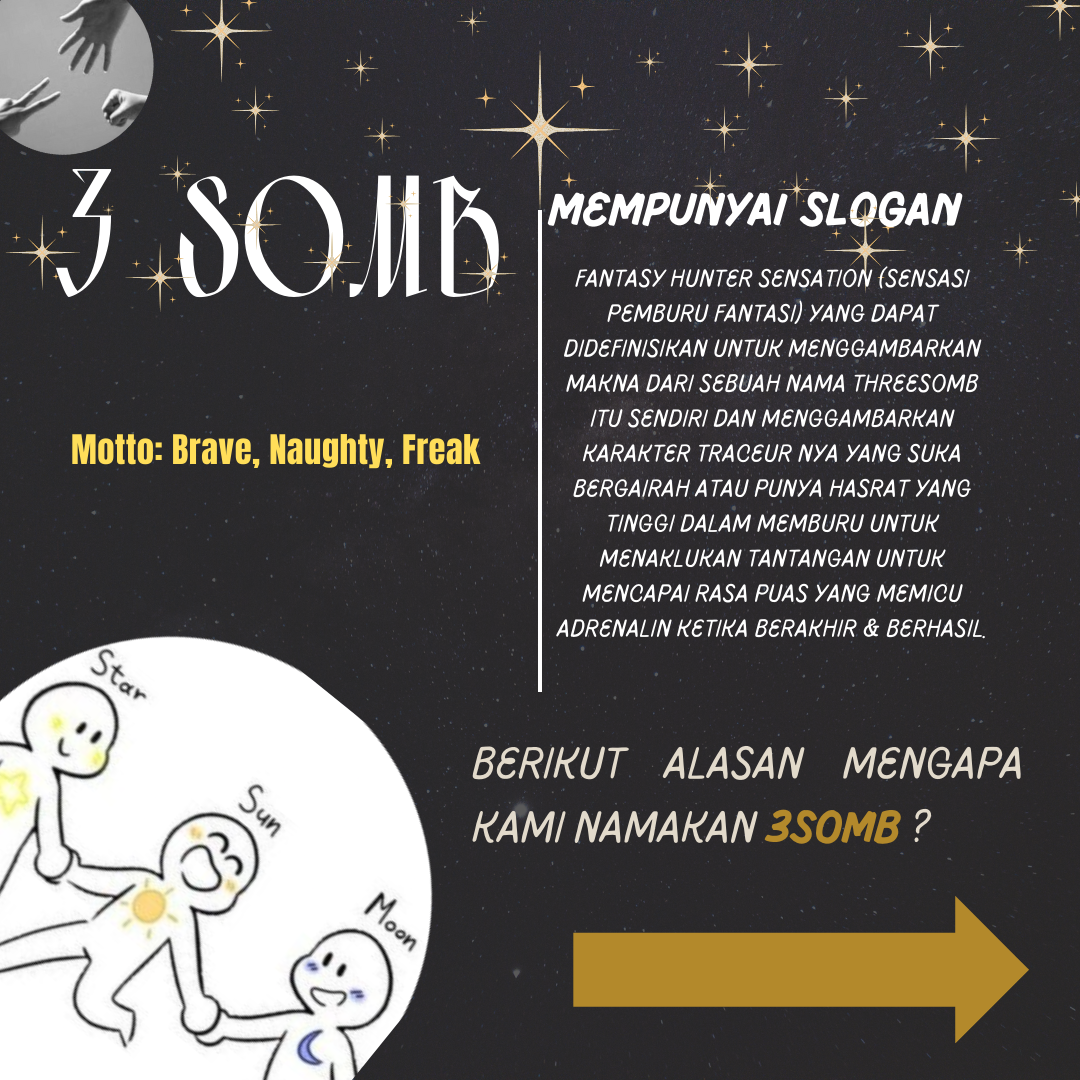 3 SOMB
Motto: Brave, Naughty, Freak
MEMPUNYAI SLOGAN
FANTASY HUNTER SENSATION (SENSASI
PEMBURU FANTASI) YANG DAPAT
DIDEFINISIKAN UNTUK MENGGAMBARKAN
MAKNA DARI SEBUAH NAMA THREESOMB
ITU SENDIRI DAN MENGGAMBARKAN
KARAKTER TRACEUR NYA YANG SUKA
BERGAIRAH ATAU PUNYA HASRAT YANG
TINGGI DALAM MEMBURU UNTUK
MENAKLUKAN TANTANGAN UNTUK
MENCAPAI RASA PUAS YANG MEMICU
ADRENALIN KETIKA BERAKHIR & BERHASIL.
BERIKUT ALASAN MENGAPA
KAMI NAMAKAN 3SOMB ?
Star
Sun
Moon